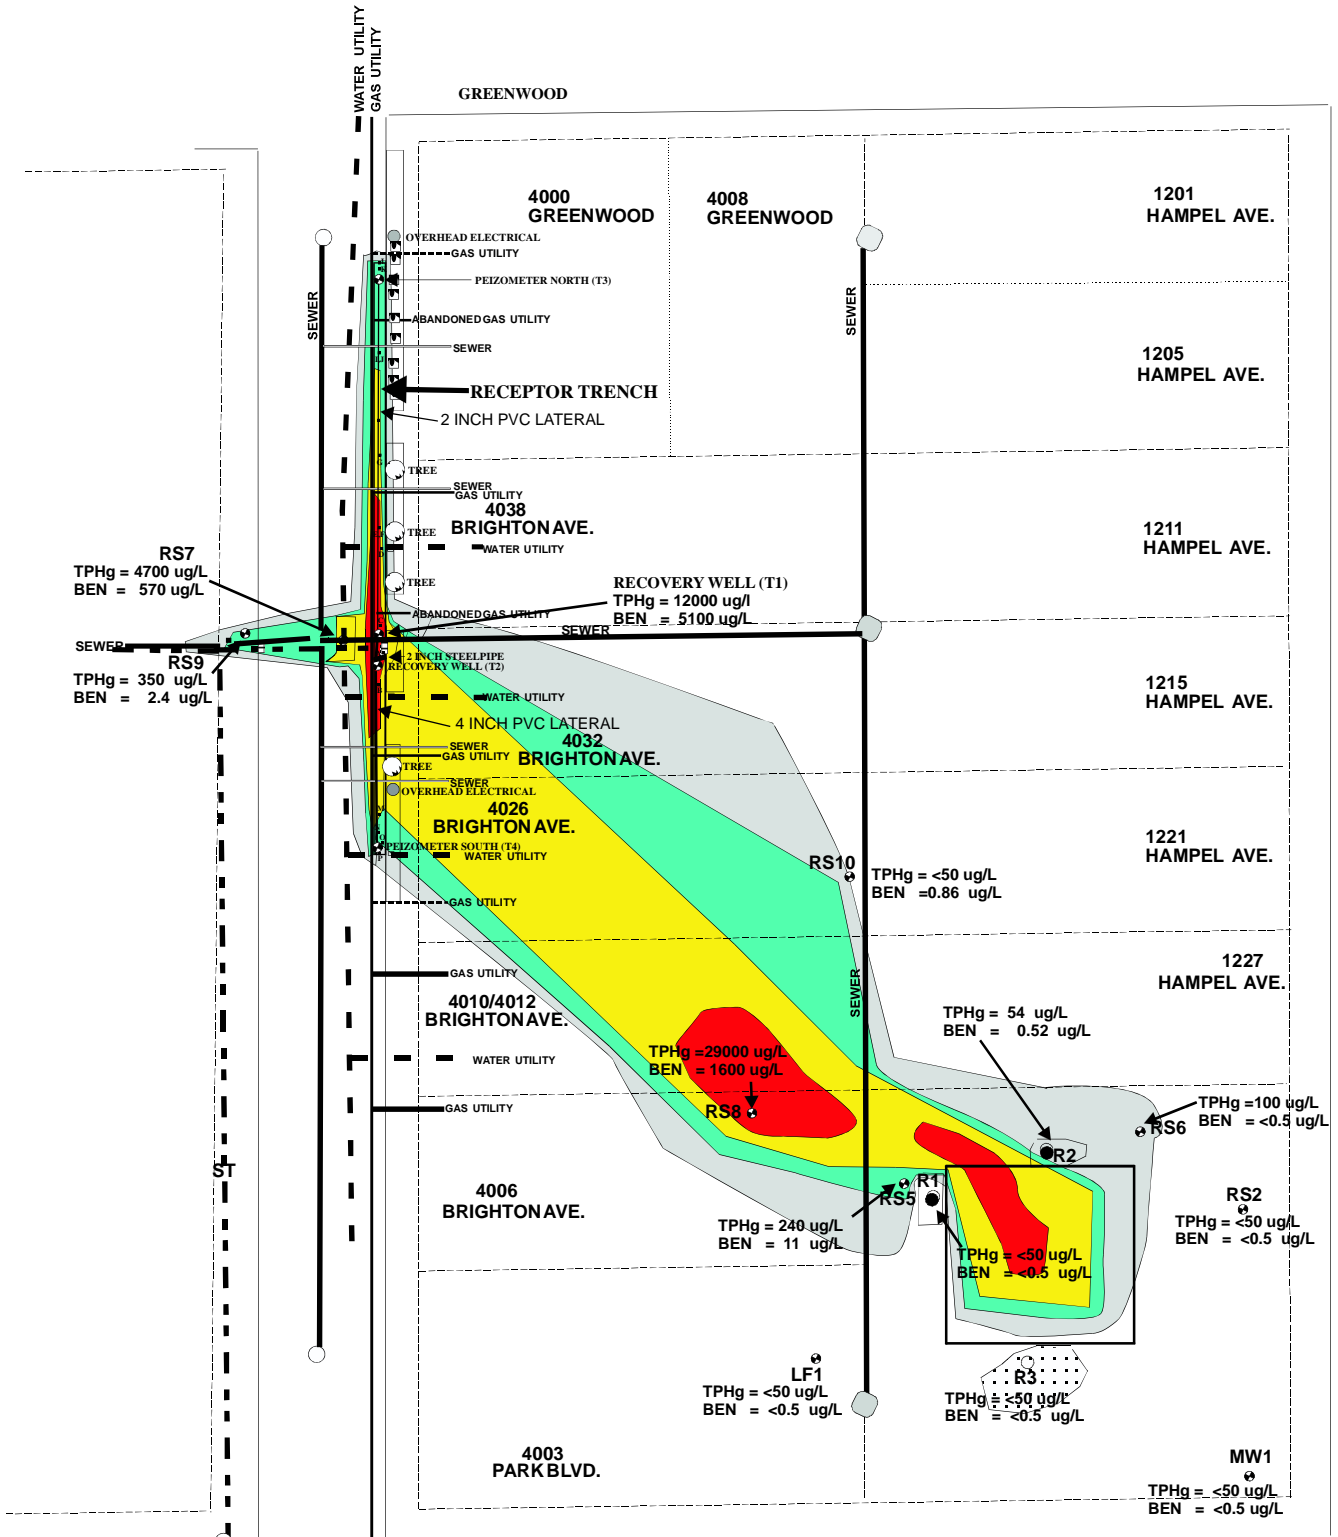 WATER UTILITY
GAS UTILITY
GREENWOOD
4000
GREENWOOD
4008
GREENWOOD
1201
HAMPEL AVE.
OVERHEAD ELECTRICAL
GAS UTILITY
PEIZOMETER NORTH (T3)
SEWER
SEWER
ABANDONED GAS UTILITY
SEWER
1205
HAMPEL AVE.
RECEPTOR TRENCH
2 INCH PVC LATERAL
TREE
SEWER
GAS UTILITY
4038
BRIGHTON AVE.
TREE
WATER UTILITY
1211
HAMPEL AVE.
RS7
TPHg = 4700 ug/L
BEN = 570 ug/L
TREE
RECOVERY WELL (T1)
TPHg = 12000 ug/l
BEN = 5100 ug/L
ABANDONED GAS UTILITY
SEWER
SEWER
2 INCH STEELPIPE
RECOVERY WELL (T2)
RS9
TPHg = 350 ug/L
BEN = 2.4 ug/L
WATER UTILITY
1215
HAMPEL AVE.
4 INCH PVC LATERAL
4032
BRIGHTON AVE.
SEWER
GAS UTILITY
TREE
SEWER
OVERHEAD ELECTRICAL
4026
BRIGHTON AVE.
1221
HAMPEL AVE.
PEIZOMETER SOUTH (T4)
WATER UTILITY
RS10
TPHg = <50 ug/L
BEN =0.86 ug/L
GAS UTILITY
1227
HAMPEL AVE.
GAS UTILITY
SEWER
4010/4012
BRIGHTON AVE.
TPHg = 54 ug/L
BEN = 0.52 ug/L
WATER UTILITY
TPHg =29000 ug/L
BEN = 1600 ug/L
RS8
GAS UTILITY
TPHg =100 ug/L
BEN = <0.5 ug/L
RS6
R2
ST
4006
BRIGHTON AVE.
R1
RS5
RS2
TPHg = <50 ug/L
BEN = <0.5 ug/L
TPHg = 240 ug/L
BEN = 11 ug/L
TPHg = <50 ug/L
BEN = <0.5 ug/L
LF1
TPHg = <50 ug/L
BEN = <0.5 ug/L
R3
TPHg = <50 ug/L
BEN = <0.5 ug/L
4003
PARK BLVD.
MW1
TPHg = <50 ug/L
BEN = <0.5 ug/L